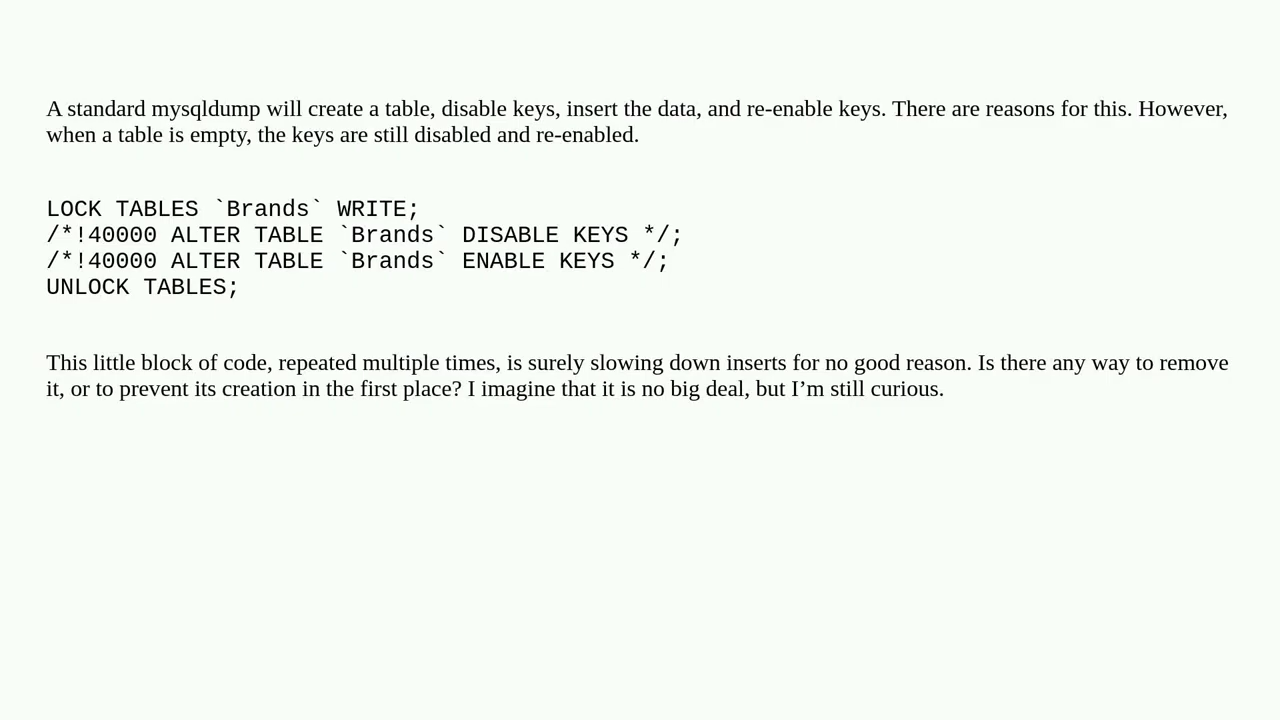 A standard mysqldump will create a table, disable keys, insert the data, and re-enable keys. There are reasons for this. However,
when a table is empty, the keys are still disabled and re-enabled.
LOCK TABLES `Brands` WRITE;
/*!40000 ALTER TABLE `Brands` DISABLE KEYS */;
/*!40000 ALTER TABLE `Brands` ENABLE KEYS */;
UNLOCK TABLES;
This little block of code, repeated multiple times, is surely slowing down inserts for no good reason. Is there any way to remove
it, or to prevent its creation in the first place? I imagine that it is no big deal, but I’m still curious.